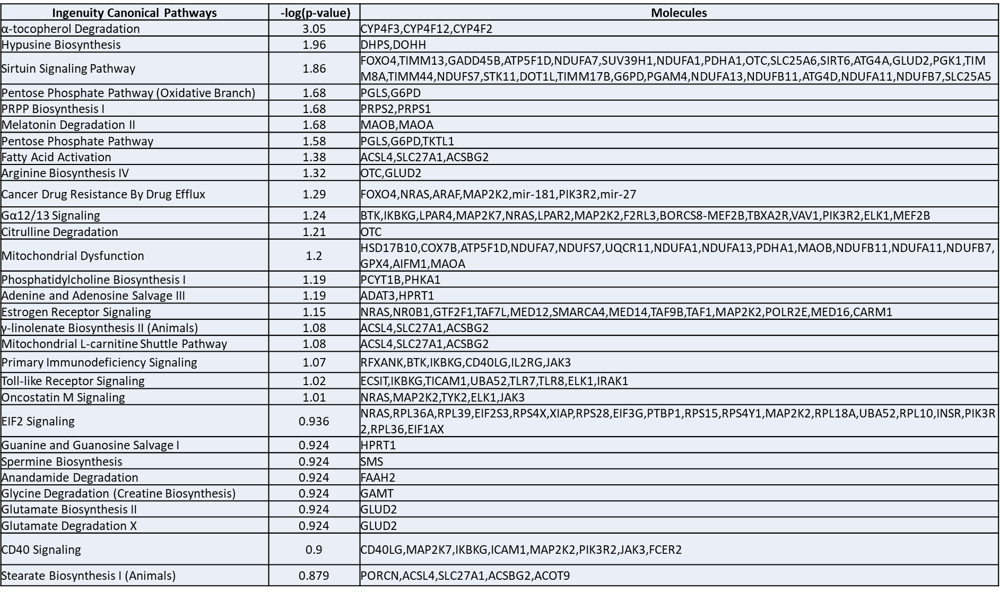 Ingenuity Canonical Pathways -log(p-value) Molecules
α-tocopherol Degradation 3.05 CYP4F3,CYP4F12,CYP4F2
Hypusine Biosynthesis 1.96 DHPS,DOHH
Sirtuin Signaling Pathway 1.86 FOXO4,TIMM13,GADD45B,ATP5F1D,NDUFA7,SUV39H1,NDUFA1,PDHA1,OTC,SLC25A6,SIRT6,ATG4A,GLUD2,PGK1,TIM
M8A,TIMM44,NDUFS7,STK11,DOT1L,TIMM17B,G6PD,PGAM4,NDUFA13,NDUFB11,ATG4D,NDUFA11,NDUFB7,SLC25A5
Pentose Phosphate Pathway (Oxidative Branch) 1.68 PGLS,G6PD
PRPP Biosynthesis I 1.68 PRPS2,PRPS1
Melatonin Degradation II 1.68 MAOB,MAOA
Pentose Phosphate Pathway 1.58 PGLS,G6PD,TKTL1
Fatty Acid Activation 1.38 ACSL4,SLC27A1,ACSBG2
Arginine Biosynthesis IV 1.32 OTC,GLUD2
Cancer Drug Resistance By Drug Efflux 1.29 FOXO4,NRAS,ARAF,MAP2K2,mir-181,PIK3R2,mir-27
Gα12/13 Signaling 1.24 BTK,IKBKG,LPAR4,MAP2K7,NRAS,LPAR2,MAP2K2,F2RL3,BORCS8-MEF2B,TBXA2R,VAV1,PIK3R2,ELK1,MEF2B
Citrulline Degradation 1.21 OTC
Mitochondrial Dysfunction 1.2 HSD17B10,COX7B,ATP5F1D,NDUFA7,NDUFS7,UQCR11,NDUFA1,NDUFA13,PDHA1,MAOB,NDUFB11,NDUFA11,NDUFB7,
GPX4,AIFM1,MAOA
Phosphatidylcholine Biosynthesis I 1.19 PCYT1B,PHKA1
Adenine and Adenosine Salvage III 1.19 ADAT3,HPRT1
Estrogen Receptor Signaling 1.15 NRAS,NR0B1,GTF2F1,TAF7L,MED12,SMARCA4,MED14,TAF9B,TAF1,MAP2K2,POLR2E,MED16,CARM1
γ-linolenate Biosynthesis II (Animals) 1.08 ACSL4,SLC27A1,ACSBG2
Mitochondrial L-carnitine Shuttle Pathway 1.08 ACSL4,SLC27A1,ACSBG2
Primary Immunodeficiency Signaling 1.07 RFXANK,BTK,IKBKG,CD40LG,IL2RG,JAK3
Toll-like Receptor Signaling 1.02 ECSIT,IKBKG,TICAM1,UBA52,TLR7,TLR8,ELK1,IRAK1
Oncostatin M Signaling 1.01 NRAS,MAP2K2,TYK2,ELK1,JAK3
EIF2 Signaling 0.936 NRAS,RPL36A,RPL39,EIF2S3,RPS4X,XIAP,RPS28,EIF3G,PTBP1,RPS15,RPS4Y1,MAP2K2,RPL18A,UBA52,RPL10,INSR,PIK3R
2,RPL36,EIF1AX
Guanine and Guanosine Salvage I 0.924 HPRT1
Spermine Biosynthesis 0.924 SMS
Anandamide Degradation 0.924 FAAH2
Glycine Degradation (Creatine Biosynthesis) 0.924 GAMT
Glutamate Biosynthesis II 0.924 GLUD2
Glutamate Degradation X 0.924 GLUD2
CD40 Signaling 0.9 CD40LG,MAP2K7,IKBKG,ICAM1,MAP2K2,PIK3R2,JAK3,FCER2
Stearate Biosynthesis I (Animals) 0.879 PORCN,ACSL4,SLC27A1,ACSBG2,ACOT9